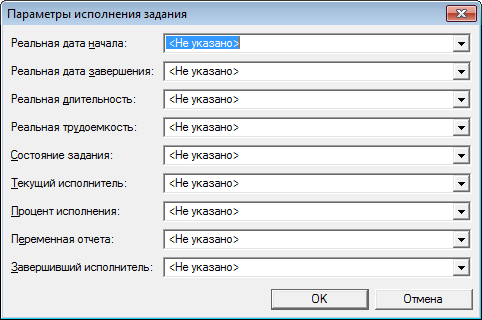 Параметры исполнения задания
Реальная дата начала: <Не указано>
Реальная дата завершения: <Не указано>
Реальная длительность: <Не указано>
Реальная трудоемкость: <Не указано>
Состояние задания: <Не указано>
Текущий исполнитель: <Не указано>
Процент исполнения: <Не указано>
Переменная отчета: <Не указано>
Завершивший исполнитель: <Не указано>
OK Отмена